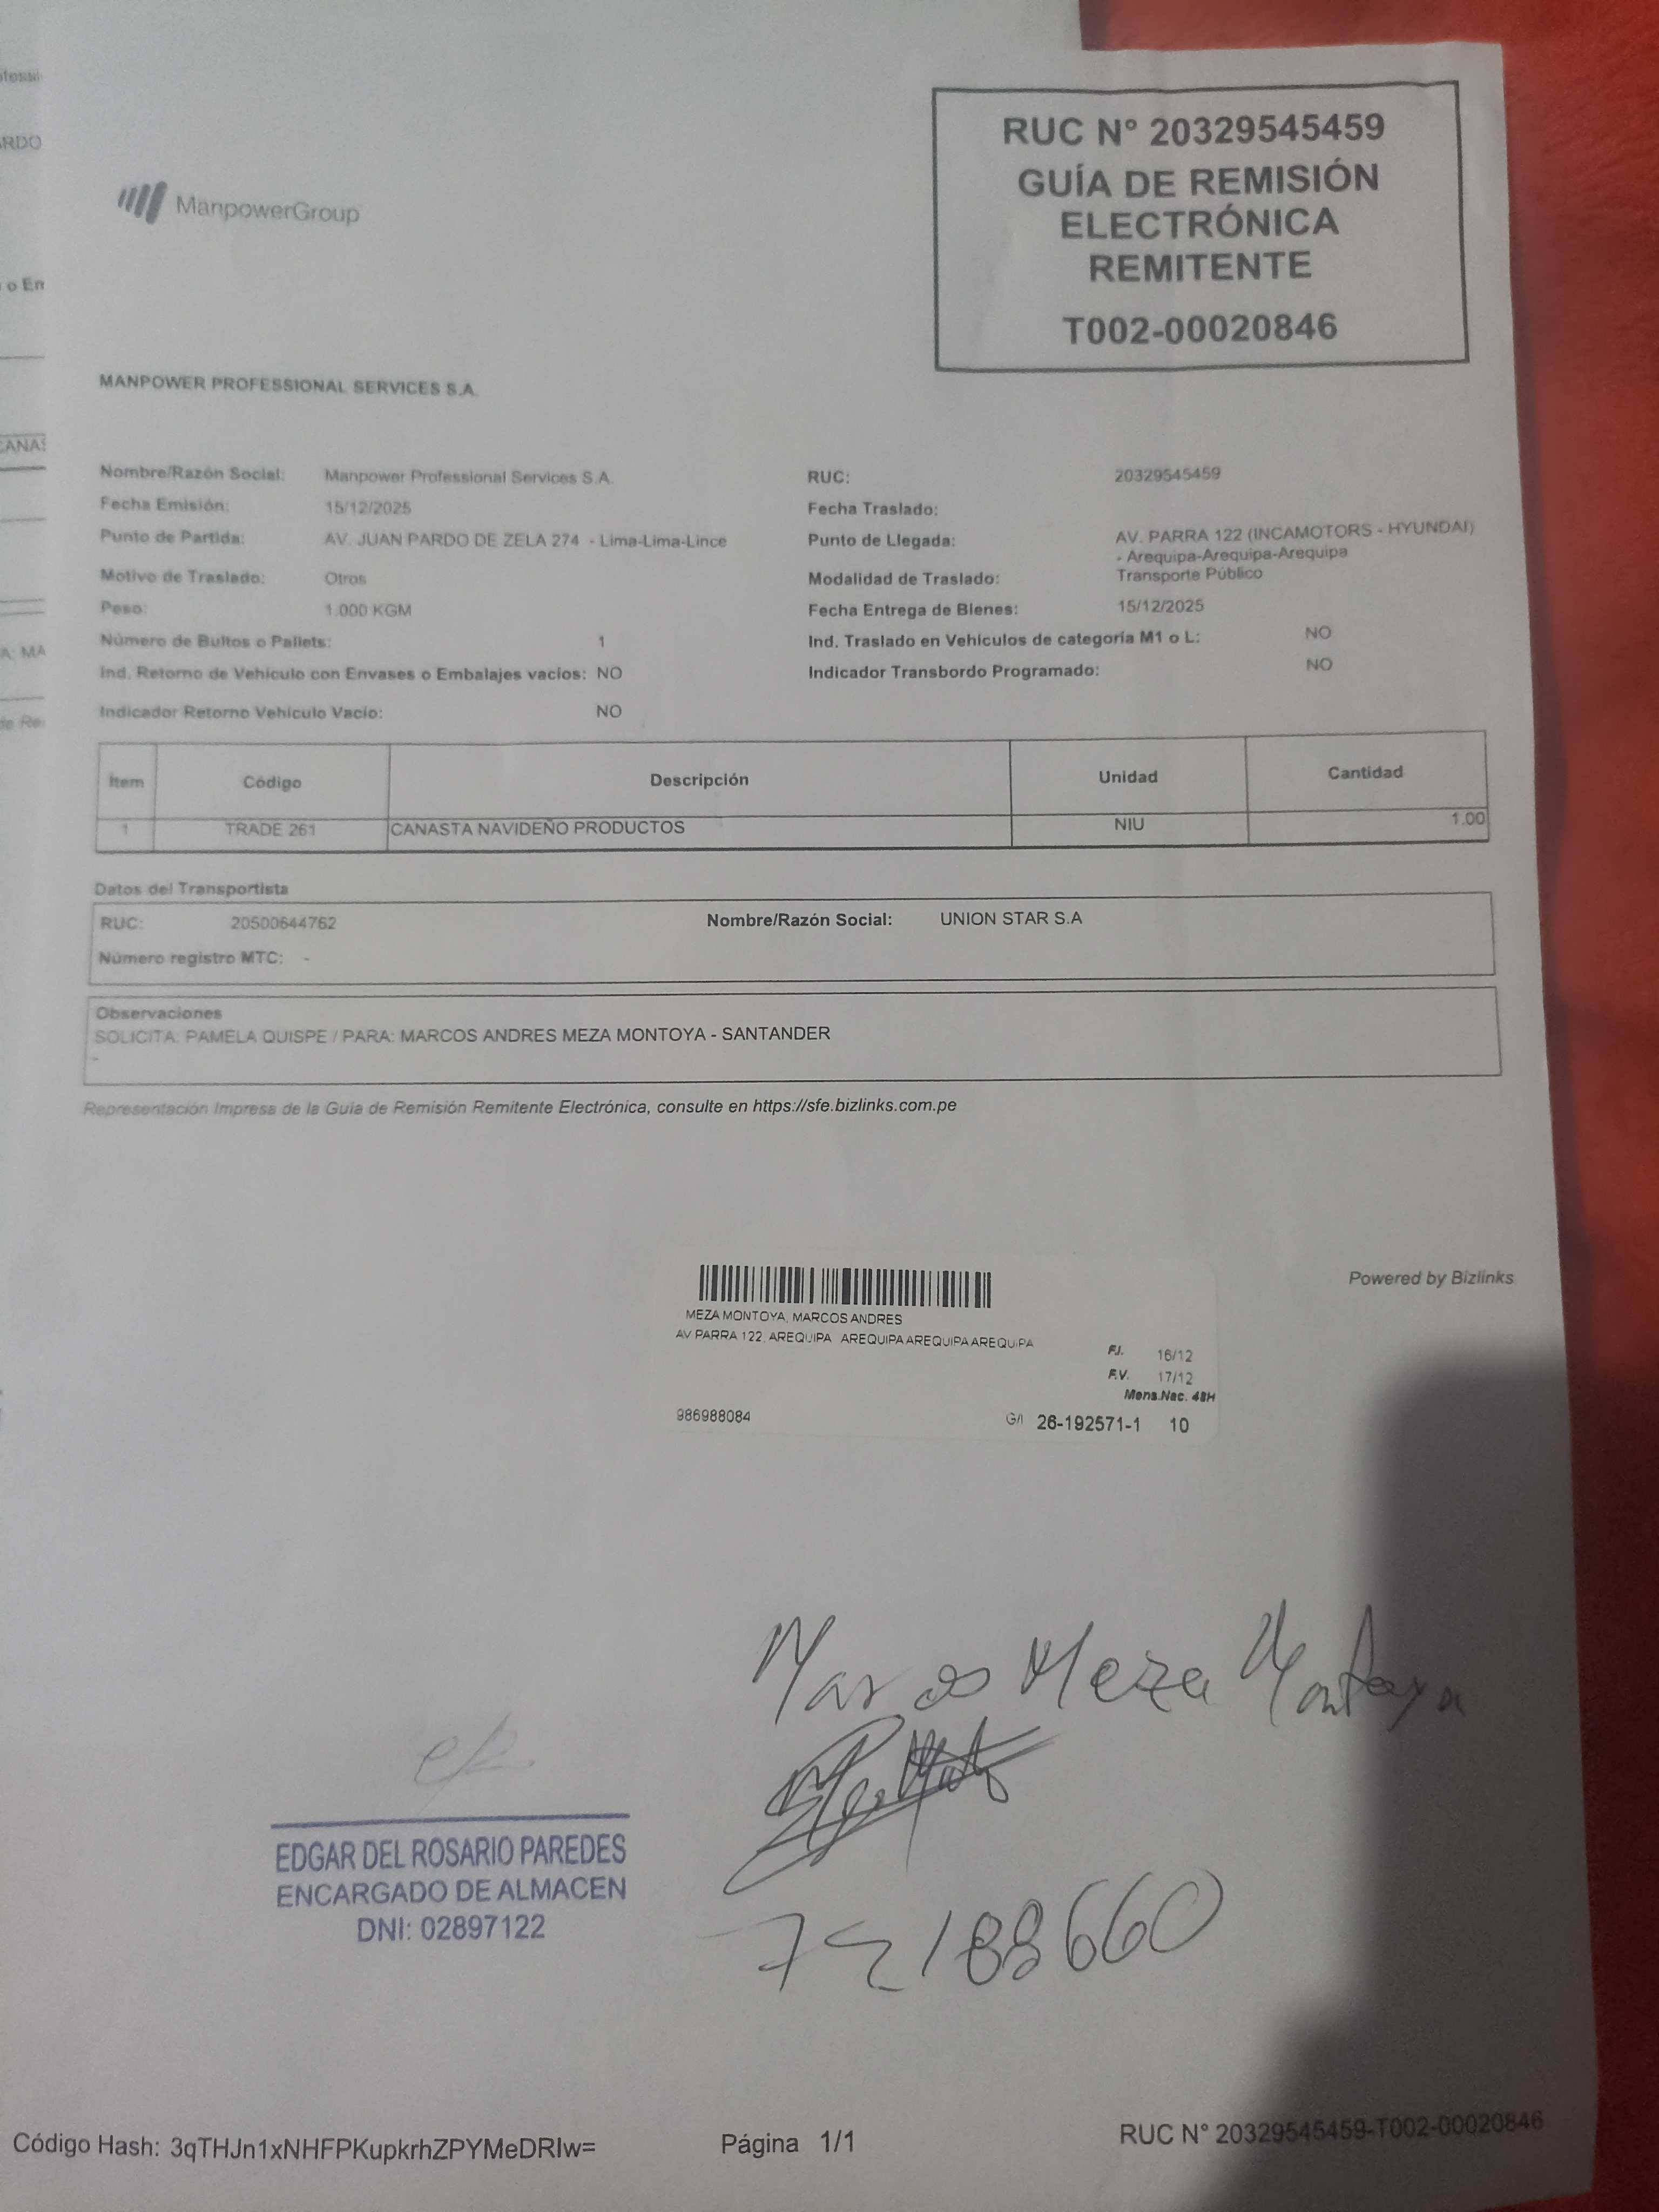 RUC N° 20329545459
GUÍA DE REMISIÓN
ELECTRÓNICA
REMITENTE
T002-00020846
ManpowerGroup
MANPOWER PROFESSIONAL SERVICES S.A.
Nombre/Razón Social: Manpower Professional Services S.A. RUC: 20329545459
Fecha Emisión: 15/12/2025 Fecha Traslado:
Punto de Partida: AV. JUAN PARDO DE ZELA 274 - Lima-Lima-Lince Punto de Llegada: AV. PARRA 122 (INCAMOTORS - HYUNDAI)
- Arequipa-Arequipa-Arequipa
Motivo de Traslado: Otros Modalidad de Traslado: Transporte Público
Peso: 1.000 KGM Fecha Entrega de Bienes: 15/12/2025
Número de Bultos o Pallets: 1 Ind. Traslado en Vehículos de categoría M1 o L: NO
Ind. Retorno de Vehículo con Envases o Embalajes vacíos: NO Indicador Transbordo Programado: NO
Indicador Retorno Vehículo Vacío: NO
Item Código Descripción Unidad Cantidad
1 TRADE 261 CANASTA NAVIDEÑO PRODUCTOS NIU 1.00
Datos del Transportista
RUC: 20500644762 Nombre/Razón Social: UNION STAR S.A
Número registro MTC: -
Observaciones
SOLICITA: PAMELA QUISPE / PARA: MARCOS ANDRES MEZA MONTOYA - SANTANDER
-
Representación Impresa de la Guía de Remisión Remitente Electrónica, consulte en https://sfe.bizlinks.com.pe
Powered by Bizlinks
MEZA MONTOYA, MARCOS ANDRES
AV PARRA 122, AREQUIPA AREQUIPAAREQUIPAAREQUIPA
F.I. 16/12
F.V. 17/12
Mens.Nac. 48H
986988084 G/I 26-192571-1 10
Marcos Meza Montoya
EDGAR DEL ROSARIO PAREDES
ENCARGADO DE ALMACEN
DNI: 02897122
72188660
Código Hash: 3qTHJn1xNHFPKupkrhZPYMeDRIw= Página 1/1 RUC N° 20329545459-T002-00020846